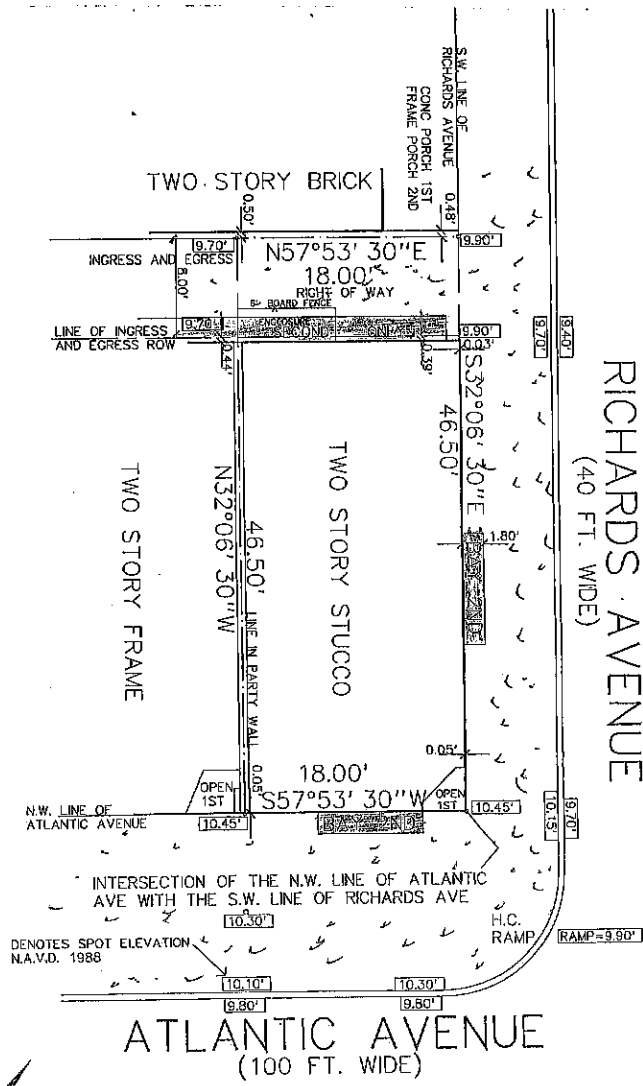 S.W. LINE OF
RICHARDS AVENUE
CONC PORCH 1ST
FRAME PORCH 2ND
TWO STORY BRICK
0.50'
0.48'
9.70'
9.90'
INGRESS AND EGRESS
N57°53' 30"E
18.00'
RIGHT OF WAY
8.00'
6' BOARD FENCE
LINE OF INGRESS
AND EGRESS ROW
9.70'
ENCLOSURE
SECOND
9.90'
0.44'
0.39'
0.03'
9.70'
9.40'
S32°06' 30"E
46.50'
RICHARDS AVENUE
(40 FT. WIDE)
TWO STORY FRAME
N32°06' 30"W
46.50'
LINE IN PARTY WALL
TWO STORY STUCCO
1.80'
0.05'
0.05'
18.00'
S57°53' 30"W
OPEN
1ST
OPEN
1ST
N.W. LINE OF
ATLANTIC AVENUE
10.45'
10.45'
10.15'
9.70'
INTERSECTION OF THE N.W. LINE OF ATLANTIC
AVE WITH THE S.W. LINE OF RICHARDS AVE
10.30'
H.C.
RAMP
RAMP=9.90'
DENOTES SPOT ELEVATION
N.A.V.D. 1988
10.10'
9.80'
10.30'
9.80'
ATLANTIC AVENUE
(100 FT. WIDE)